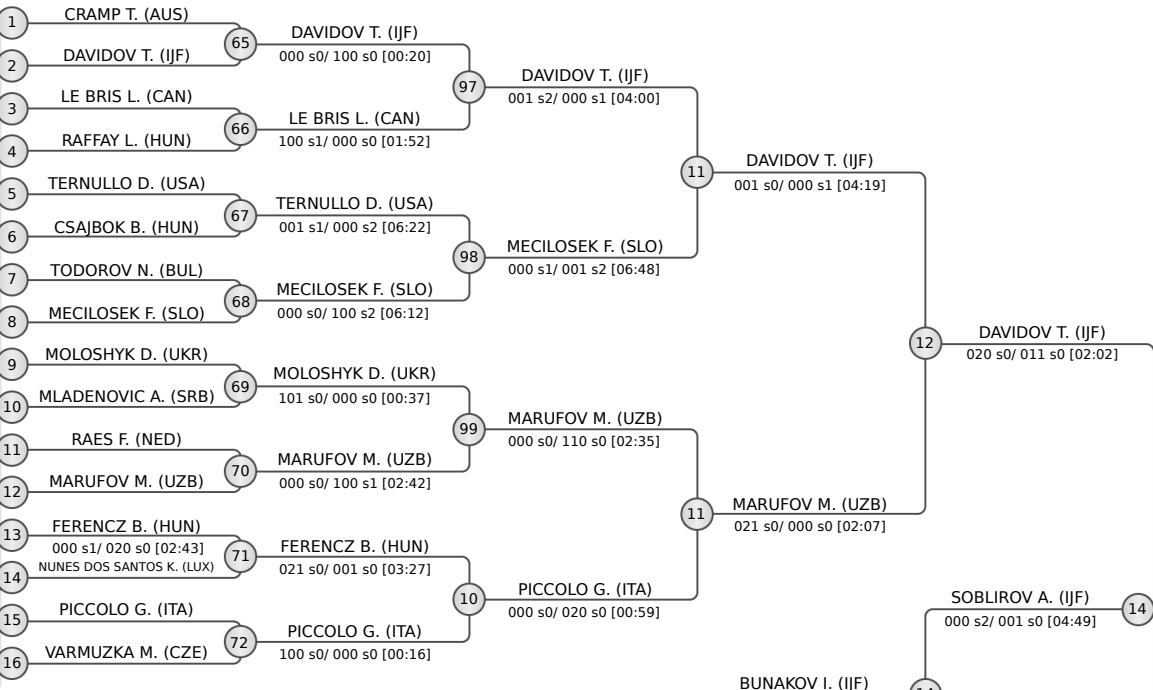 1
CRAMP T. (AUS)
2
DAVIDOV T. (IJF)
65
3
LE BRIS L. (CAN)
4
RAFFAY L. (HUN)
66
5
TERNULLO D. (USA)
6
CSAJBOK B. (HUN)
67
7
TODOROV N. (BUL)
8
MECILOSEK F. (SLO)
68
9
MOLOSHYK D. (UKR)
10
MLADENOVIC A. (SRB)
69
11
RAES F. (NED)
12
MARUFOV M. (UZB)
70
13
FERENCZ B. (HUN)
000 s1/ 020 s0 [02:43]
14
NUNES DOS SANTOS K. (LUX)
71
15
PICCOLO G. (ITA)
16
VARMUZKA M. (CZE)
72
DAVIDOV T. (IJF)
000 s0/ 100 s0 [00:20]
97
LE BRIS L. (CAN)
100 s1/ 000 s0 [01:52]
TERNULLO D. (USA)
001 s1/ 000 s2 [06:22]
98
MECILOSEK F. (SLO)
000 s0/ 100 s2 [06:12]
MOLOSHYK D. (UKR)
101 s0/ 000 s0 [00:37]
99
MARUFOV M. (UZB)
000 s0/ 100 s1 [02:42]
FERENCZ B. (HUN)
021 s0/ 001 s0 [03:27]
10
PICCOLO G. (ITA)
100 s0/ 000 s0 [00:16]
DAVIDOV T. (IJF)
001 s2/ 000 s1 [04:00]
11
MECILOSEK F. (SLO)
000 s1/ 001 s2 [06:48]
MARUFOV M. (UZB)
000 s0/ 110 s0 [02:35]
11
PICCOLO G. (ITA)
000 s0/ 020 s0 [00:59]
DAVIDOV T. (IJF)
001 s0/ 000 s1 [04:19]
12
MARUFOV M. (UZB)
021 s0/ 000 s0 [02:07]
DAVIDOV T. (IJF)
020 s0/ 011 s0 [02:02]
SOBLIROV A. (IJF)
000 s2/ 001 s0 [04:49]
14
BUNAKOV I. (IJF)